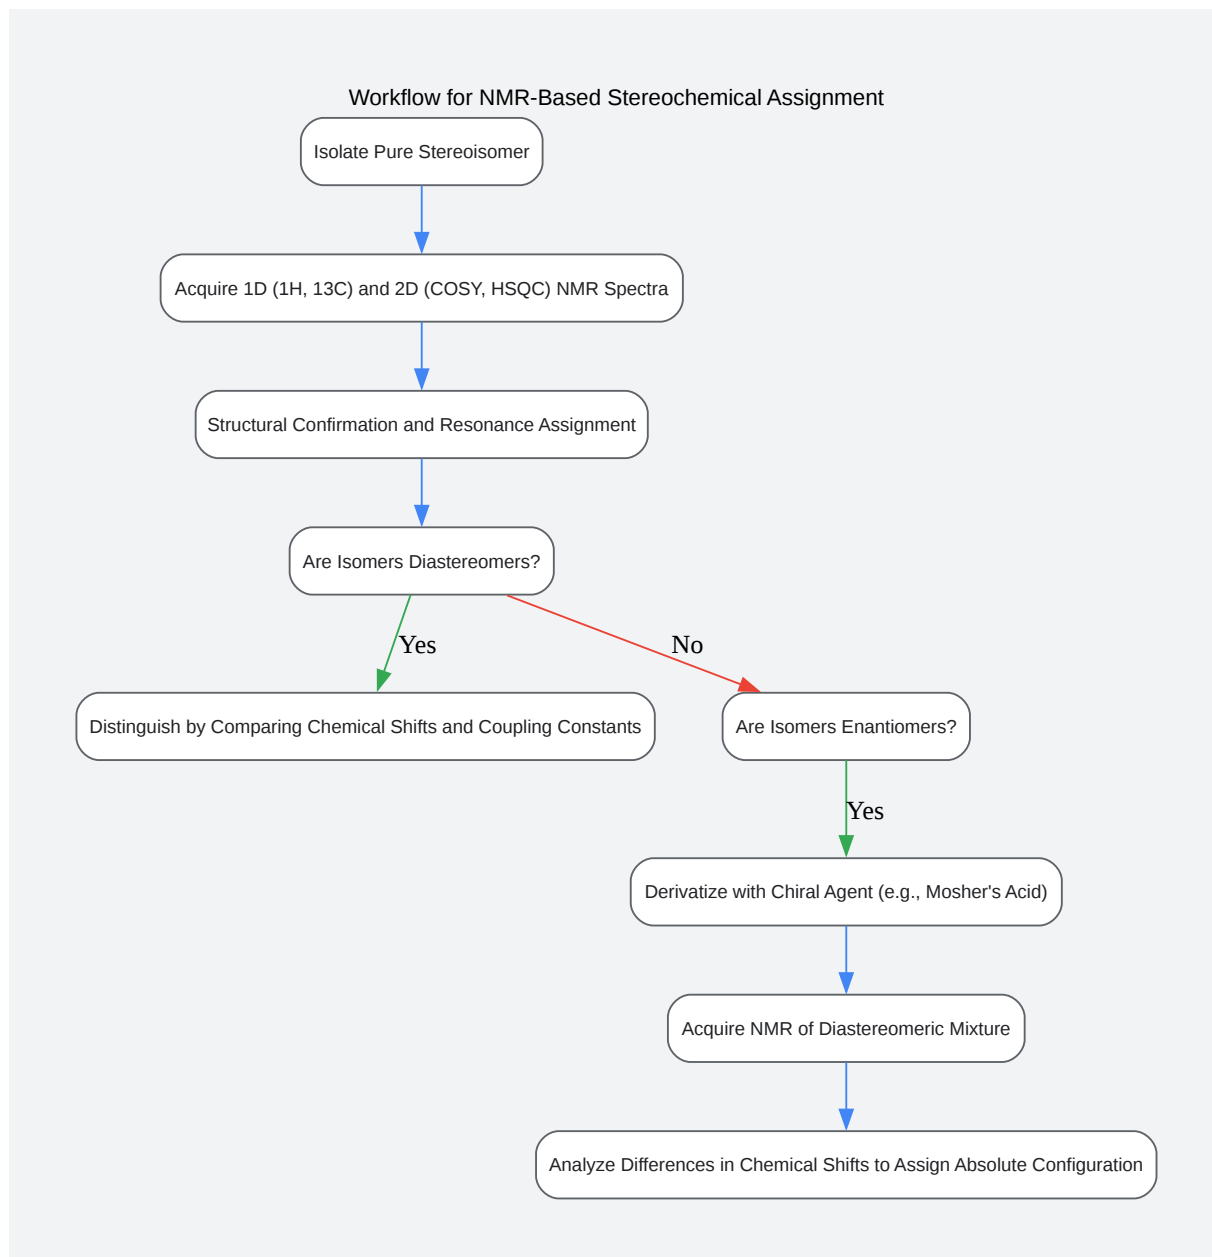 Workflow for NMR-Based Stereochemical Assignment
Isolate Pure Stereoisomer
Acquire 1D (1H, 13C) and 2D (COSY, HSQC) NMR Spectra
Structural Confirmation and Resonance Assignment
Are Isomers Diastereomers?
Yes
No
Distinguish by Comparing Chemical Shifts and Coupling Constants
Are Isomers Enantiomers?
Yes
Derivatize with Chiral Agent (e.g., Mosher's Acid)
Acquire NMR of Diastereomeric Mixture
Analyze Differences in Chemical Shifts to Assign Absolute Configuration